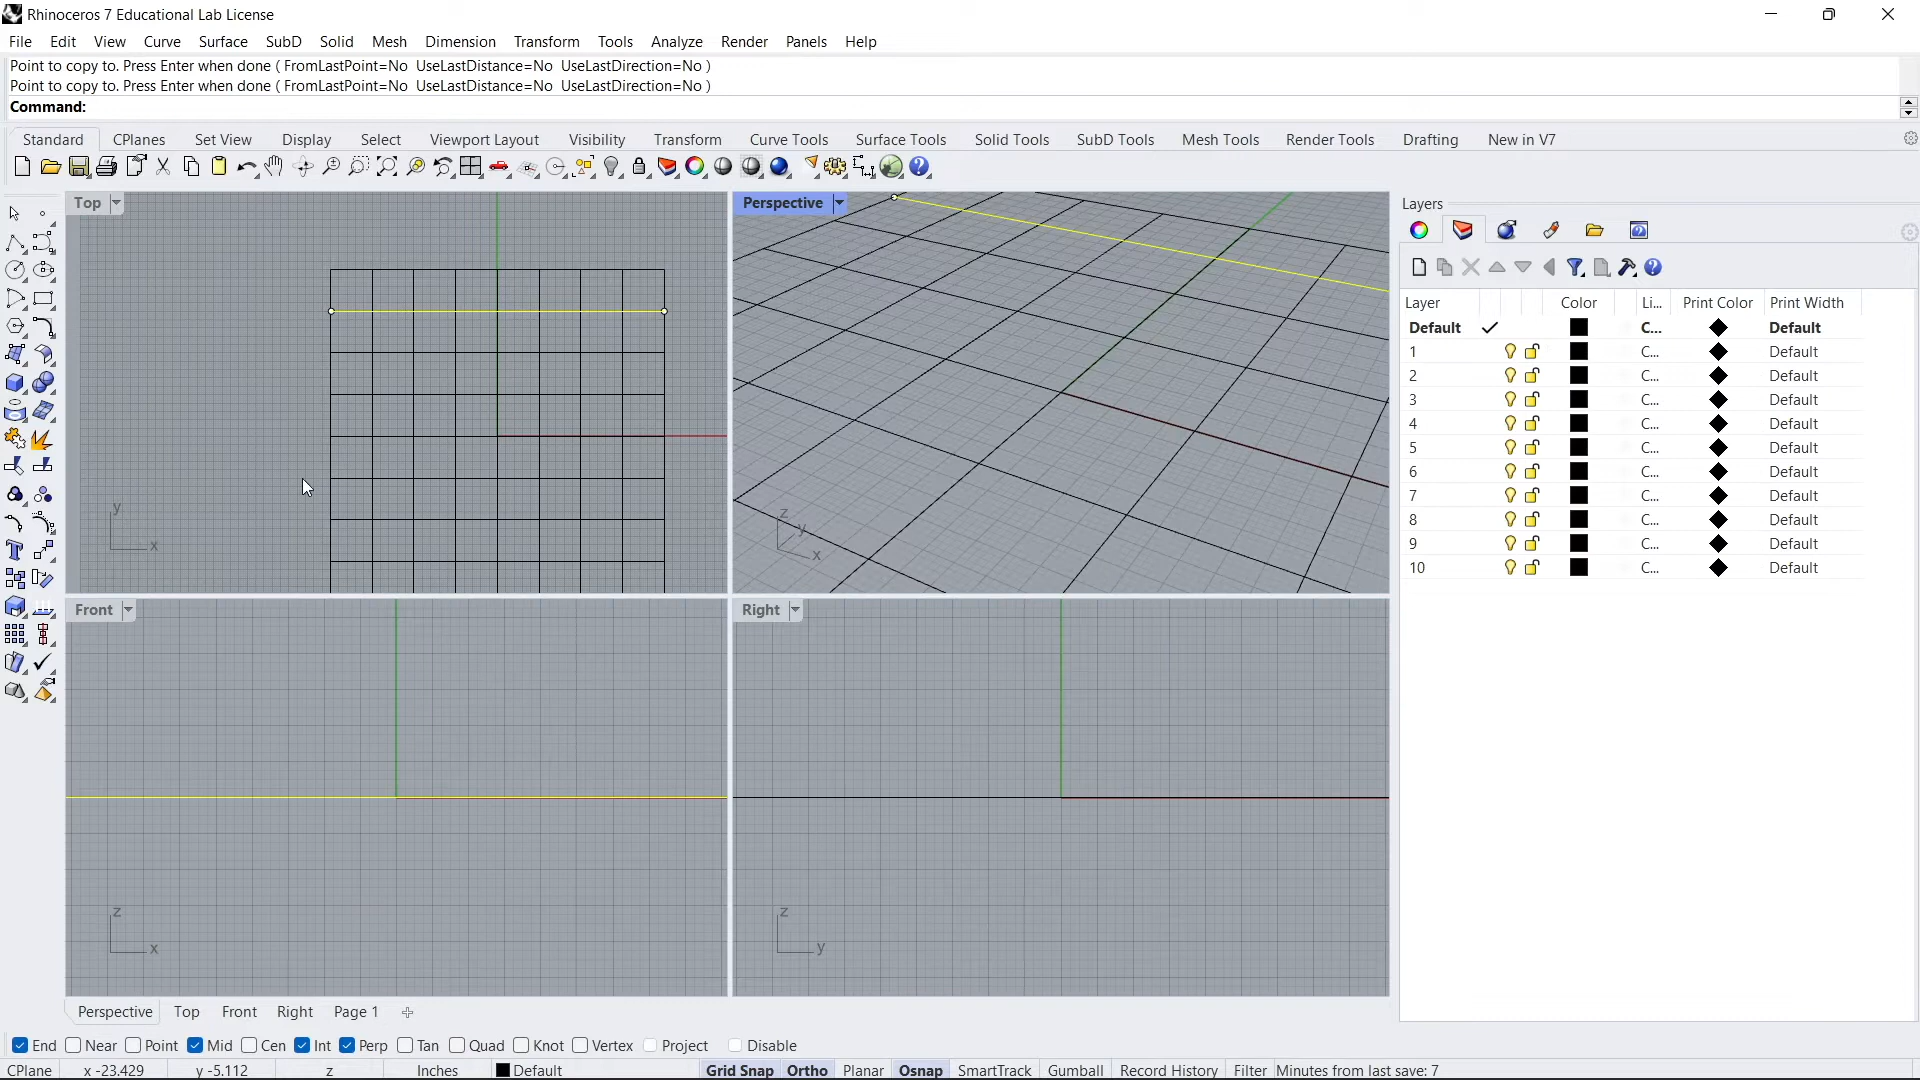 Rhinoceros 7 Educational Lab License
File Edit View Curve Surface SubD Solid Mesh Dimension Transform Tools Analyze Render Panels Help
Point to copy to. Press Enter when done ( FromLastPoint=No UseLastDistance=No UseLastDirection=No )
Point to copy to. Press Enter when done ( FromLastPoint=No UseLastDistance=No UseLastDirection=No )
Command:
Standard CPlanes Set View Display Select Viewport Layout Visibility Transform Curve Tools Surface Tools Solid Tools SubD Tools Mesh Tools Render Tools Drafting New in V7
Top
y
x
Perspective
z
y
x
Front
z
x
Right
z
y
Layers
Layer Color Li... Print Color Print Width
Default C... Default
1 C... Default
2 C... Default
3 C... Default
4 C... Default
5 C... Default
6 C... Default
7 C... Default
8 C... Default
9 C... Default
10 C... Default
Perspective Top Front Right Page 1
End Near Point Mid Cen Int Perp Tan Quad Knot Vertex Project Disable
CPlane x -23.429 y -5.112 z Inches Default Grid Snap Ortho Planar Osnap SmartTrack Gumball Record History Filter Minutes from last save: 7